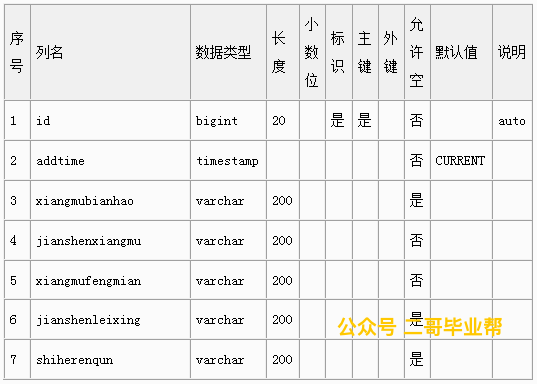 序号 列名 数据类型 长度 小数位 标识 主键 外键 允许空 默认值 说明
1 id bigint 20 是 是 否 auto
2 addtime timestamp 否 CURRENT
3 xiangmubianhao varchar 200 是
4 jianshenxiangmu varchar 200 否
5 xiangmufengmian varchar 200 否
6 jianshenleixing varchar 200 是
公众号 二哥毕业帮
7 shiherenqun varchar 200 是